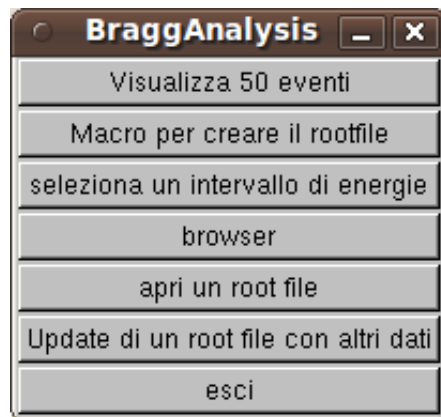 BraggAnalysis
Visualizza 50 eventi
Macro per creare il rootfile
seleziona un intervallo di energie
browser
apri un root file
Update di un root file con altri dati
esci